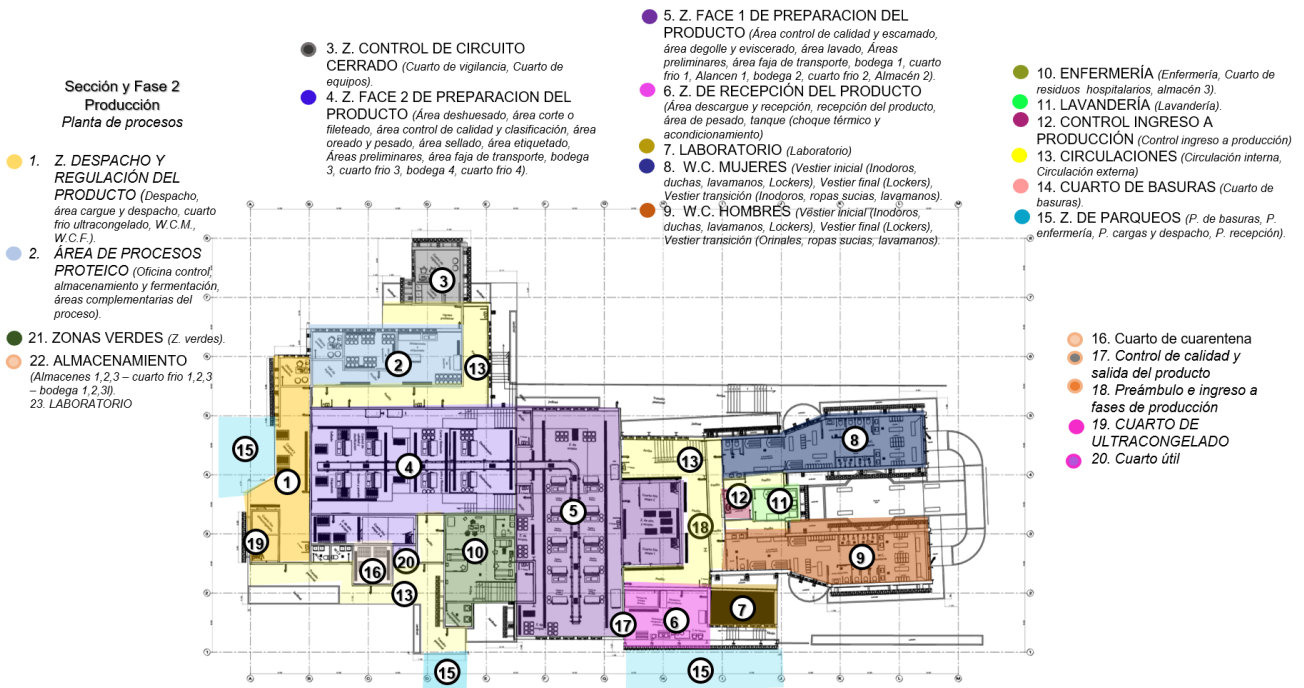 Sección y Fase 2
Producción
Planta de procesos
1. Z. DESPACHO Y
REGULACIÓN DEL
PRODUCTO (Despacho,
área cargue y despacho, cuarto
frio ultracongelado, W.C.M.,
W.C.F.).
2. ÁREA DE PROCESOS
PROTEICO (Oficina control,
almacenamiento y fermentación,
áreas complementarias del
proceso).
21. ZONAS VERDES (Z. verdes).
22. ALMACENAMIENTO
(Almacenes 1,2,3 – cuarto frio 1,2,3
– bodega 1,2,3I).
23. LABORATORIO
3. Z. CONTROL DE CIRCUITO
CERRADO (Cuarto de vigilancia, Cuarto de
equipos).
4. Z. FACE 2 DE PREPARACION DEL
PRODUCTO (Área deshuesado, área corte o
fileteado, área control de calidad y clasificación, área
oreado y pesado, área sellado, área etiquetado,
Áreas preliminares, área faja de transporte, bodega
3, cuarto frio 3, bodega 4, cuarto frio 4).
5. Z. FACE 1 DE PREPARACION DEL
PRODUCTO (Área control de calidad y escamado,
área degolle y eviscerado, área lavado, Áreas
preliminares, área faja de transporte, bodega 1, cuarto
frio 1, Alancen 1, bodega 2, cuarto frio 2, Almacén 2).
6. Z. DE RECEPCIÓN DEL PRODUCTO
(Área descargue y recepción, recepción del producto,
área de pesado, tanque (choque térmico y
acondicionamiento)
7. LABORATORIO (Laboratorio)
8. W.C. MUJERES (Vestier inicial (Inodoros,
duchas, lavamanos, Lockers), Vestier final (Lockers),
Vestier transición (Inodoros, ropas sucias, lavamanos).
9. W.C. HOMBRES (Vestier inicial (Inodoros,
duchas, lavamanos, Lockers), Vestier final (Lockers),
Vestier transición (Orinales, ropas sucias, lavamanos).
10. ENFERMERÍA (Enfermería, Cuarto de
residuos hospitalarios, almacén 3).
11. LAVANDERÍA (Lavandería).
12. CONTROL INGRESO A
PRODUCCIÓN (Control ingreso a producción)
13. CIRCULACIONES (Circulación interna,
Circulación externa)
14. CUARTO DE BASURAS (Cuarto de
basuras).
15. Z. DE PARQUEOS (P. de basuras, P.
enfermería, P. cargas y despacho, P. recepción).
16. Cuarto de cuarentena
17. Control de calidad y
salida del producto
18. Preámbulo e ingreso a
fases de producción
19. CUARTO DE
ULTRACONGELADO
20. Cuarto útil
3
2
13
15
4
13
8
1
12
11
5
18
19
10
20
16
9
13
7
17
6
15
15